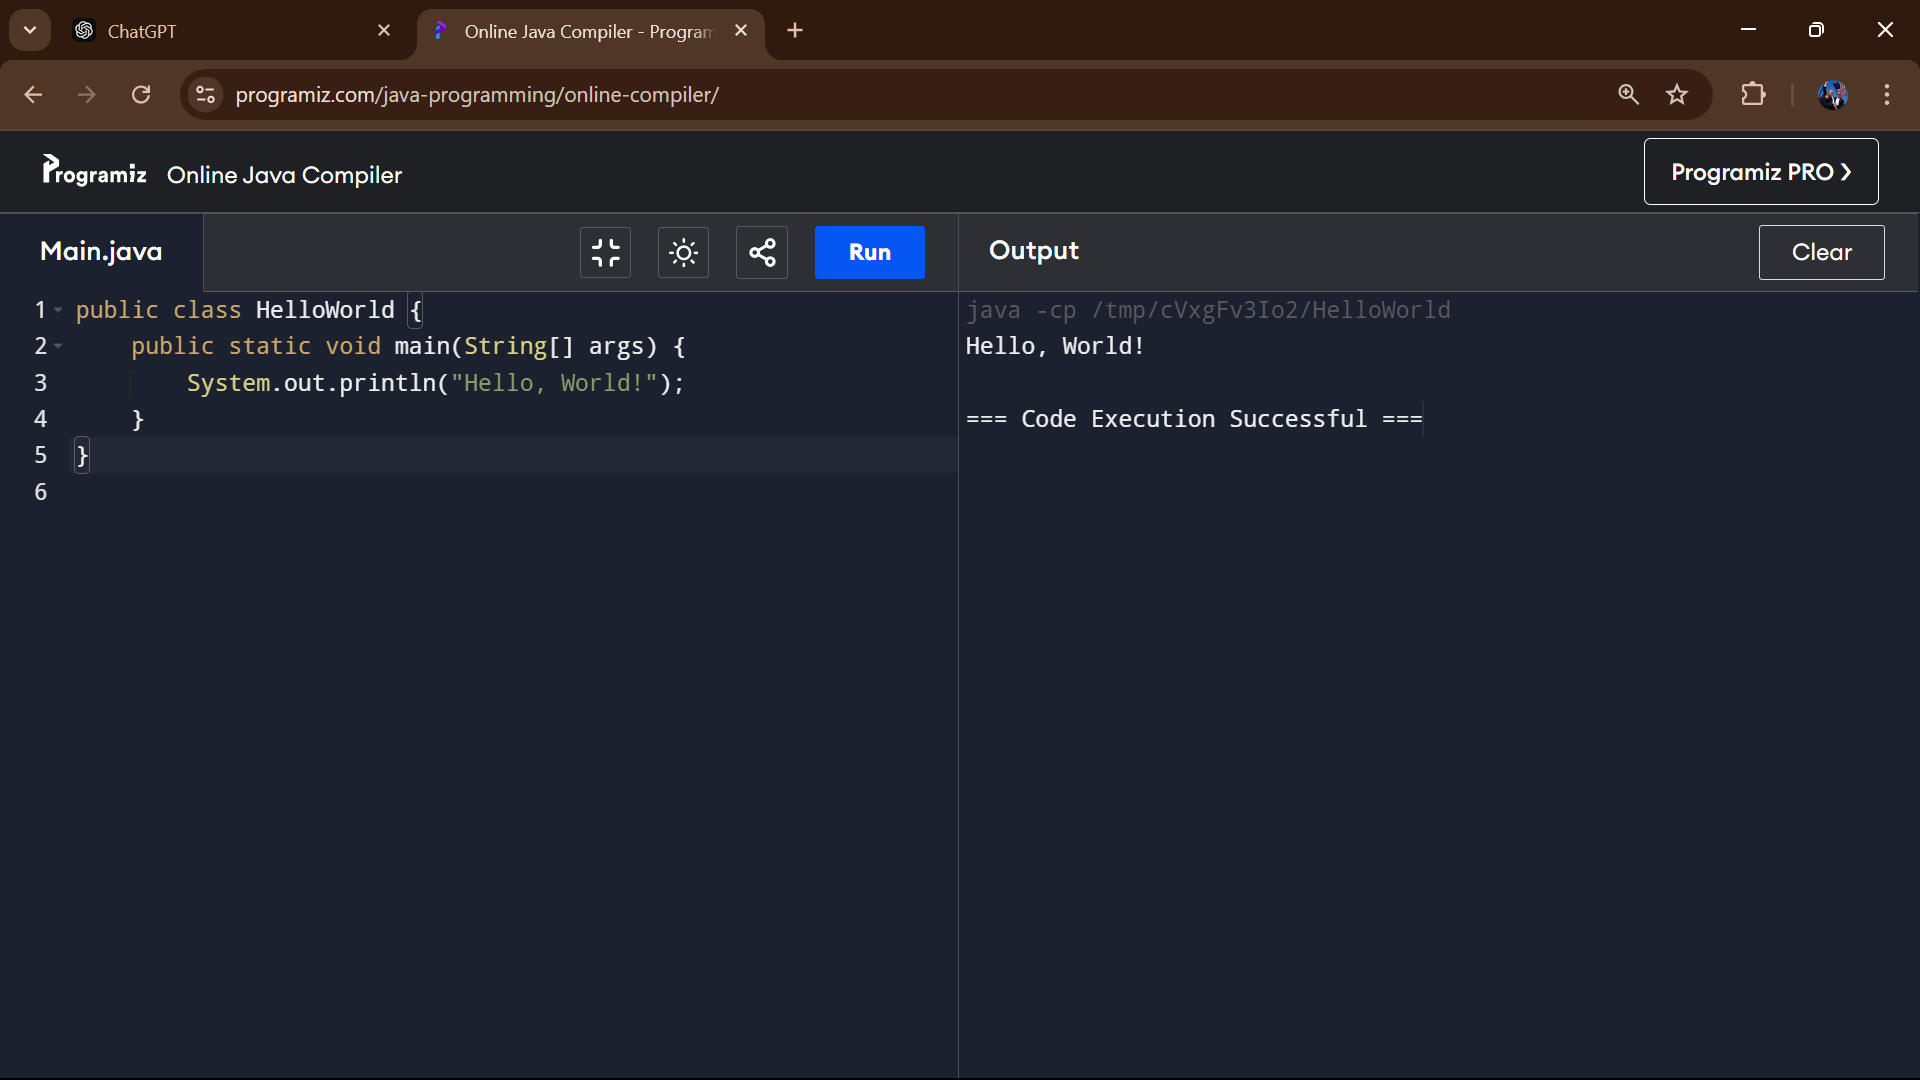 ChatGPT
Online Java Compiler - Program
programiz.com/java-programming/online-compiler/
Programiz
Online Java Compiler
Programiz PRO
Main.java
Run
Output
Clear
1 public class HelloWorld {
2     public static void main(String[] args) {
3         System.out.println("Hello, World!");
4     }
5 }
6
java -cp /tmp/cVxgFv3Io2/HelloWorld
Hello, World!
=== Code Execution Successful ===